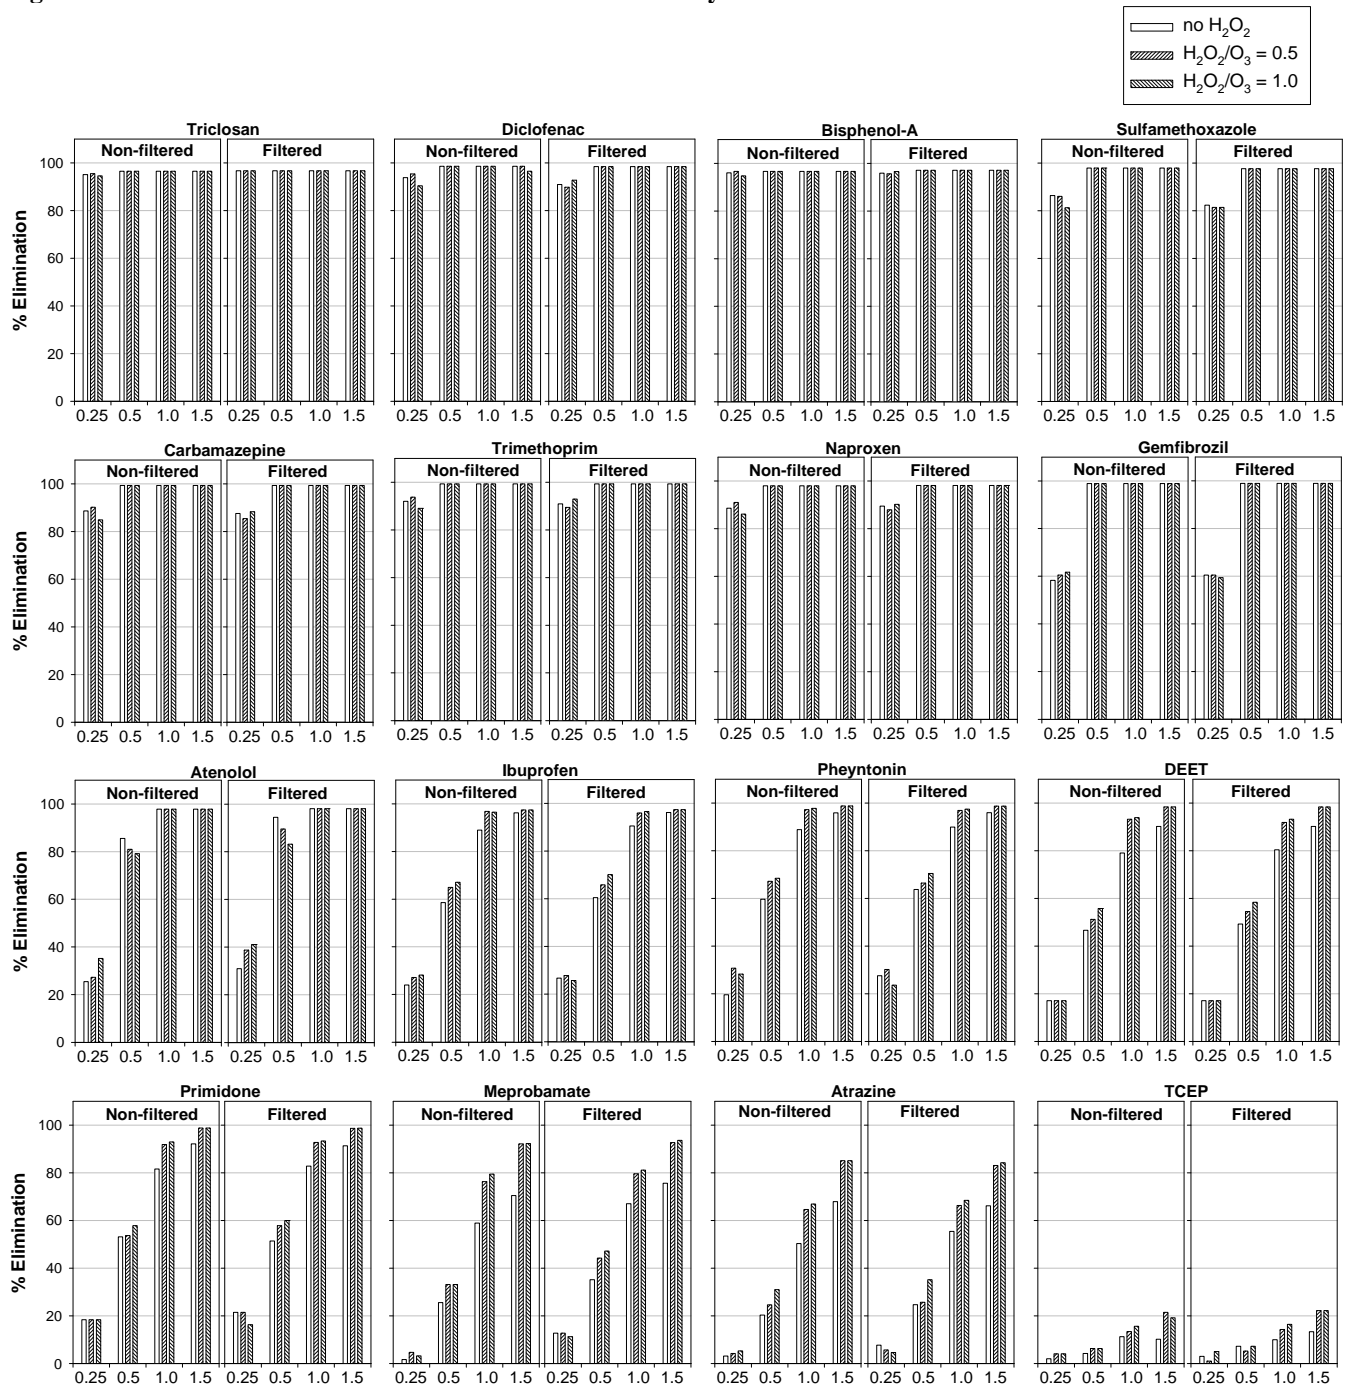 no H₂O₂
H₂O₂/O₃ = 0.5
H₂O₂/O₃ = 1.0
Triclosan
Diclofenac
Bisphenol-A
Sulfamethoxazole
Non-filtered Filtered
Non-filtered Filtered
Non-filtered Filtered
Non-filtered Filtered
% Elimination
100
80
60
40
20
0
0.25 0.5 1.0 1.5 0.25 0.5 1.0 1.5
0.25 0.5 1.0 1.5 0.25 0.5 1.0 1.5
0.25 0.5 1.0 1.5 0.25 0.5 1.0 1.5
0.25 0.5 1.0 1.5 0.25 0.5 1.0 1.5
Carbamazepine
Trimethoprim
Naproxen
Gemfibrozil
Non-filtered Filtered
Non-filtered Filtered
Non-filtered Filtered
Non-filtered Filtered
% Elimination
100
80
60
40
20
0
0.25 0.5 1.0 1.5 0.25 0.5 1.0 1.5
0.25 0.5 1.0 1.5 0.25 0.5 1.0 1.5
0.25 0.5 1.0 1.5 0.25 0.5 1.0 1.5
0.25 0.5 1.0 1.5 0.25 0.5 1.0 1.5
Atenolol
Ibuprofen
Pheyntonin
DEET
Non-filtered Filtered
Non-filtered Filtered
Non-filtered Filtered
Non-filtered Filtered
% Elimination
100
80
60
40
20
0
0.25 0.5 1.0 1.5 0.25 0.5 1.0 1.5
0.25 0.5 1.0 1.5 0.25 0.5 1.0 1.5
0.25 0.5 1.0 1.5 0.25 0.5 1.0 1.5
0.25 0.5 1.0 1.5 0.25 0.5 1.0 1.5
Primidone
Meprobamate
Atrazine
TCEP
Non-filtered Filtered
Non-filtered Filtered
Non-filtered Filtered
Non-filtered Filtered
% Elimination
100
80
60
40
20
0
0.25 0.5 1.0 1.5 0.25 0.5 1.0 1.5
0.25 0.5 1.0 1.5 0.25 0.5 1.0 1.5
0.25 0.5 1.0 1.5 0.25 0.5 1.0 1.5
0.25 0.5 1.0 1.5 0.25 0.5 1.0 1.5